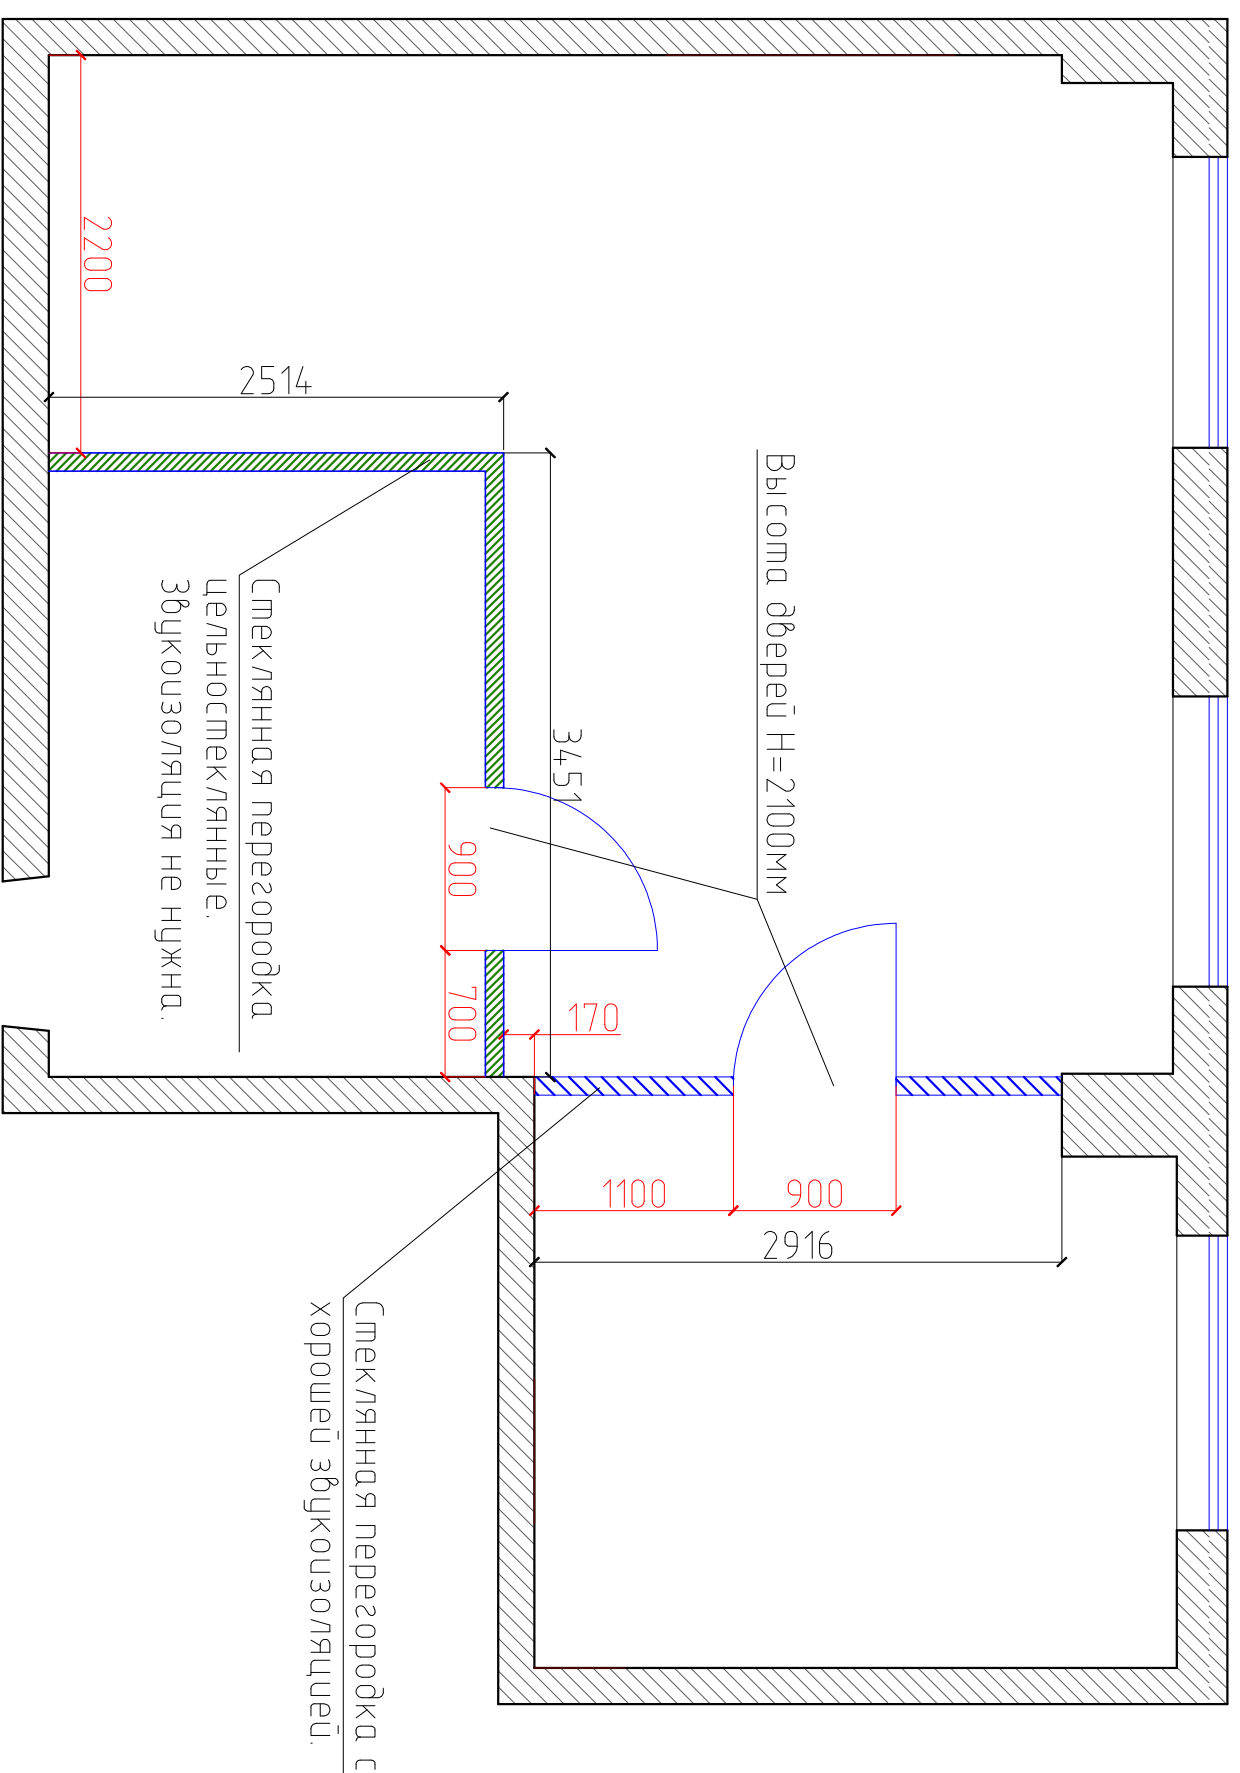 2200
2514
3451
Высота дверей H=2100мм
Стеклянная перегородка
цельностеклянные.
Звукоизоляция не нужна.
900
700
170
1100
900
2916
Стеклянная перегородка с
хорошей звукоизоляцией.